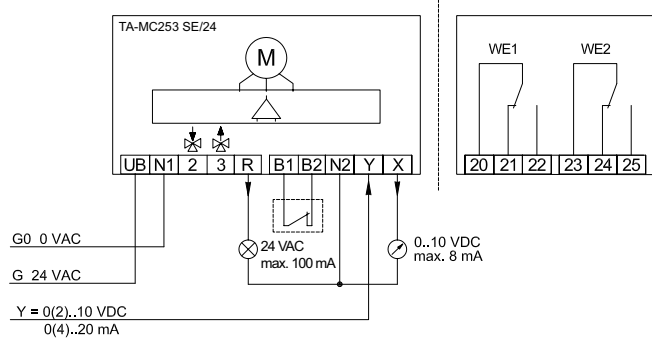 TA-MC253 SE/24
M
WE1 WE2
UB N1 2 3 R B1 B2 N2 Y X
20 21 22 23 24 25
G0 0 VAC
24 VAC
max. 100 mA
0..10 VDC
max. 8 mA
G 24 VAC
Y = 0(2)..10 VDC
0(4)..20 mA